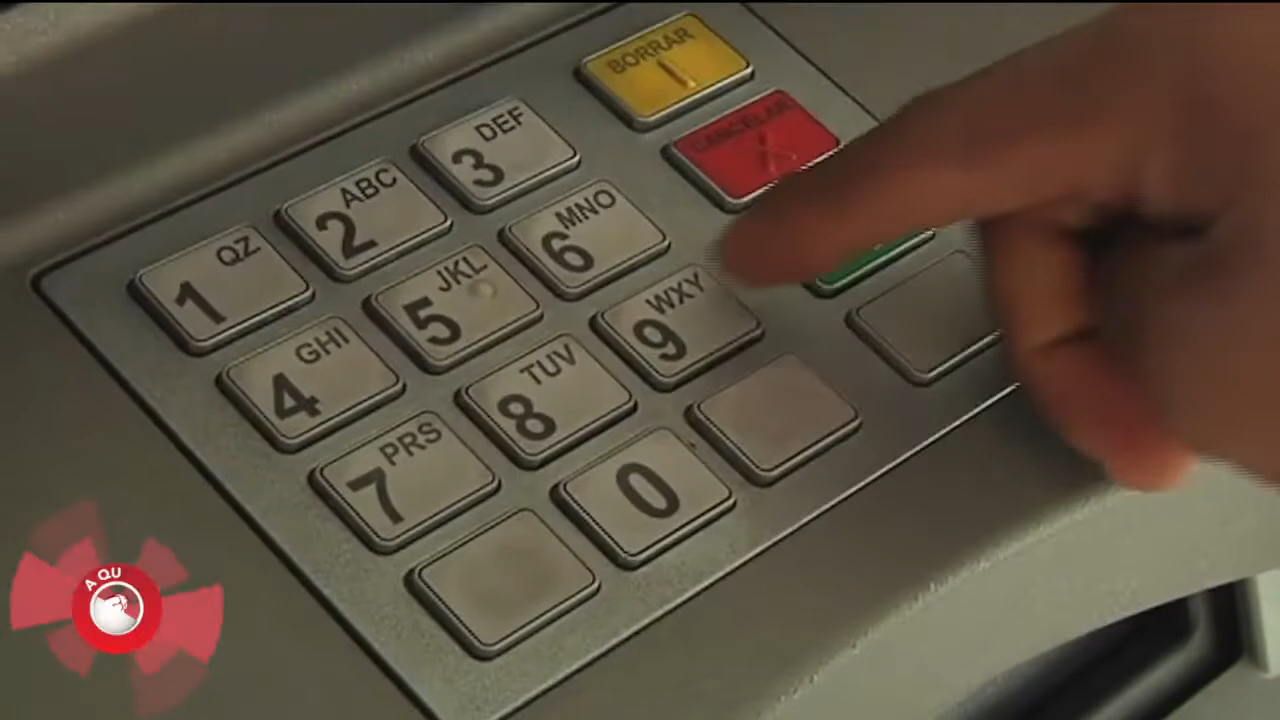 BORRAR
CANCELAR
1 QZ
2 ABC
3 DEF
4 GHI
5 JKL
6 MNO
7 PRS
8 TUV
9 WXY
0
A QU